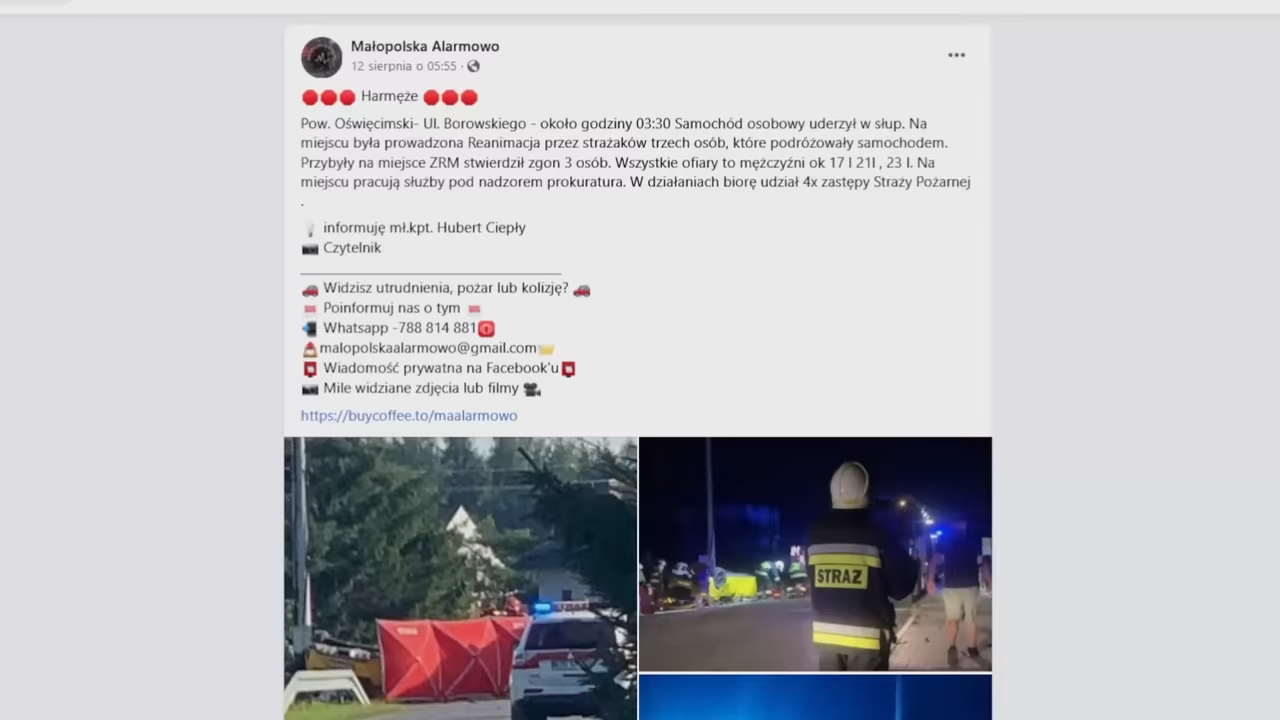 Małopolska Alarmowo
12 sierpnia o 05:55 ·
Harmęże
Pow. Oświęcimski- Ul. Borowskiego - około godziny 03:30 Samochód osobowy uderzył w słup. Na
miejscu była prowadzona Reanimacja przez strażaków trzech osób, które podróżowały samochodem.
Przybyły na miejsce ZRM stwierdził zgon 3 osób. Wszystkie ofiary to mężczyźni ok 17 l 21l , 23 l. Na
miejscu pracują służby pod nadzorem prokuratura. W działaniach biorę udział 4x zastępy Straży Pożarnej
.
informuję mł.kpt. Hubert Ciepły
Czytelnik
Widzisz utrudnienia, pożar lub kolizję?
Poinformuj nas o tym
Whatsapp -788 814 881
malopolskaalarmowo@gmail.com
Wiadomość prywatna na Facebook'u
Mile widziane zdjęcia lub filmy
https://buycoffee.to/maalarmowo
STRAŻ